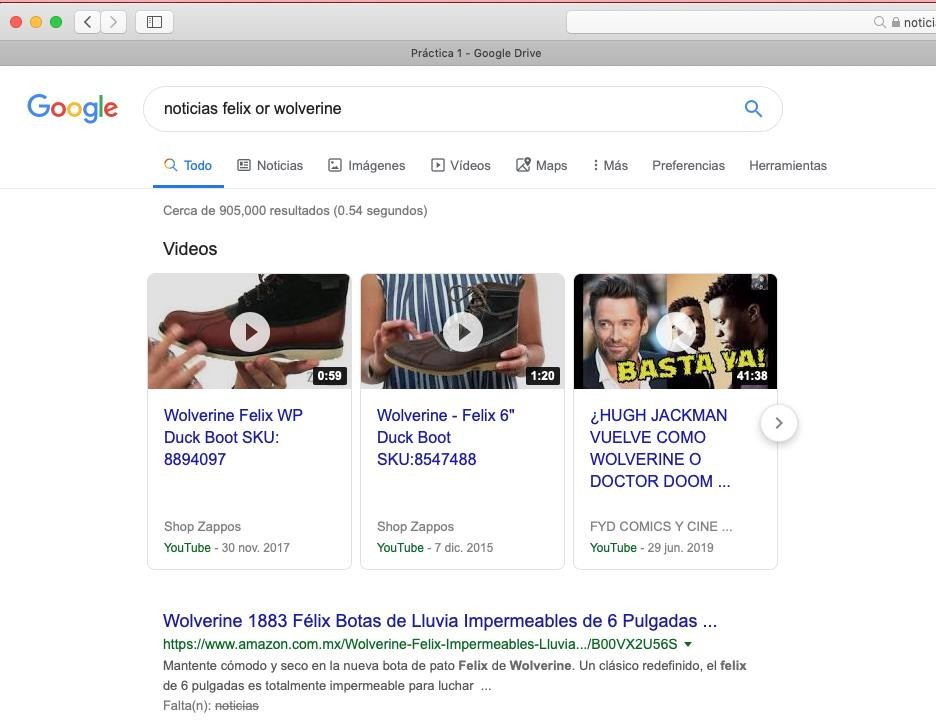 notici
Práctica 1 - Google Drive
Google
noticias felix or wolverine
Todo Noticias Imágenes Vídeos Maps Más Preferencias Herramientas
Cerca de 905,000 resultados (0.54 segundos)
Videos
0:59
Wolverine Felix WP
Duck Boot SKU:
8894097
Shop Zappos
YouTube - 30 nov. 2017
1:20
Wolverine - Felix 6"
Duck Boot
SKU:8547488
Shop Zappos
YouTube - 7 dic. 2015
BASTA YA!
41:38
¿HUGH JACKMAN
VUELVE COMO
WOLVERINE O
DOCTOR DOOM ...
FYD COMICS Y CINE ...
YouTube - 29 jun. 2019
Wolverine 1883 Félix Botas de Lluvia Impermeables de 6 Pulgadas ...
https://www.amazon.com.mx/Wolverine-Felix-Impermeables-Lluvia.../B00VX2U56S
Mantente cómodo y seco en la nueva bota de pato Felix de Wolverine. Un clásico redefinido, el felix
de 6 pulgadas es totalmente impermeable para luchar ...
Falta(n): noticias